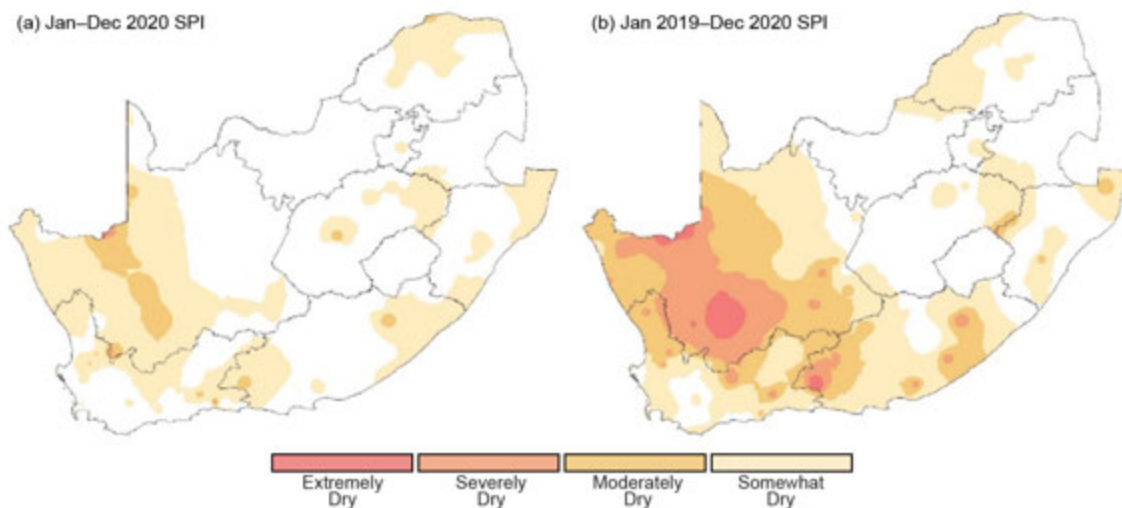 (a) Jan–Dec 2020 SPI
(b) Jan 2019–Dec 2020 SPI
Extremely Dry
Severely Dry
Moderately Dry
Somewhat Dry